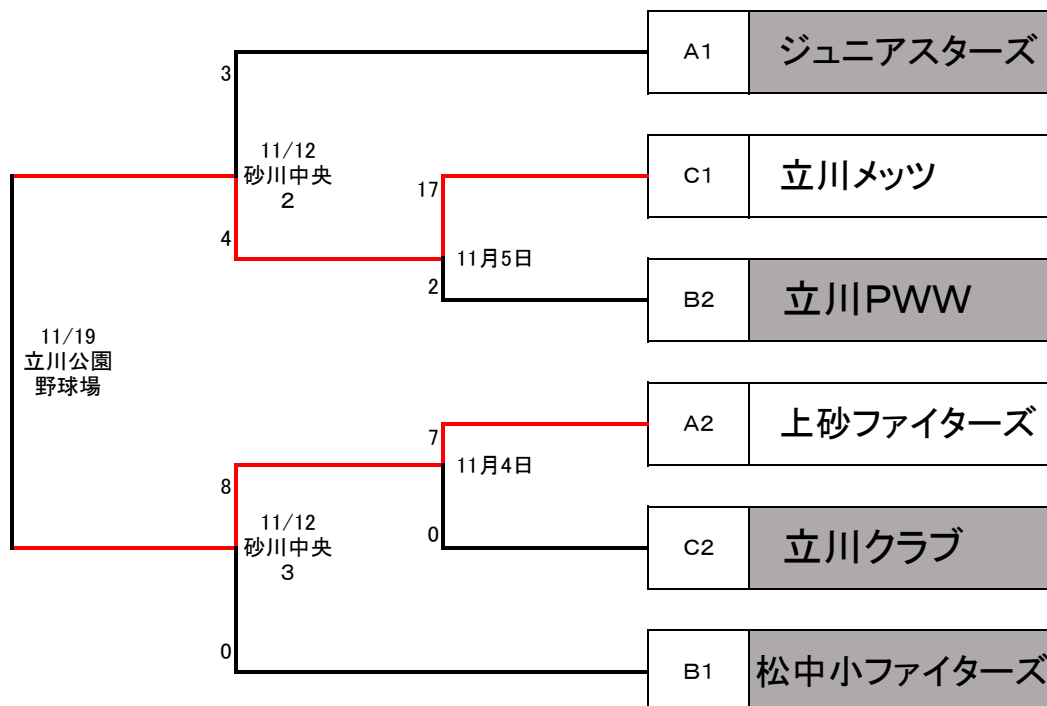 A1 ジュニアスターズ
3
11/12
砂川中央
2
C1 立川メッツ
17
4
11月5日
2
B2 立川PWW
11/19
立川公園
野球場
A2 上砂ファイターズ
7
11月4日
8
11/12
砂川中央
3
0
C2 立川クラブ
0
B1 松中小ファイターズ